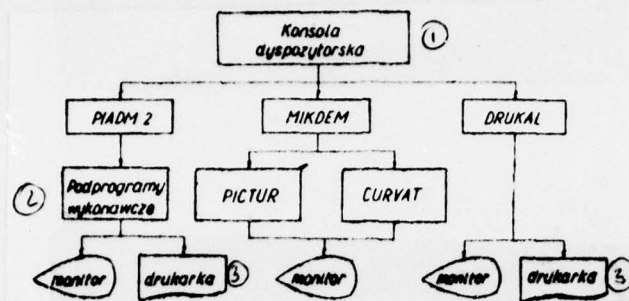 Konsola
dyspozytorska
1
PIADM 2
MIKDEM
DRUKAL
2
Podprogramy
wykonawcze
PICTUR
CURVAT
monitor
drukarka
3
monitor
monitor
drukarka
3